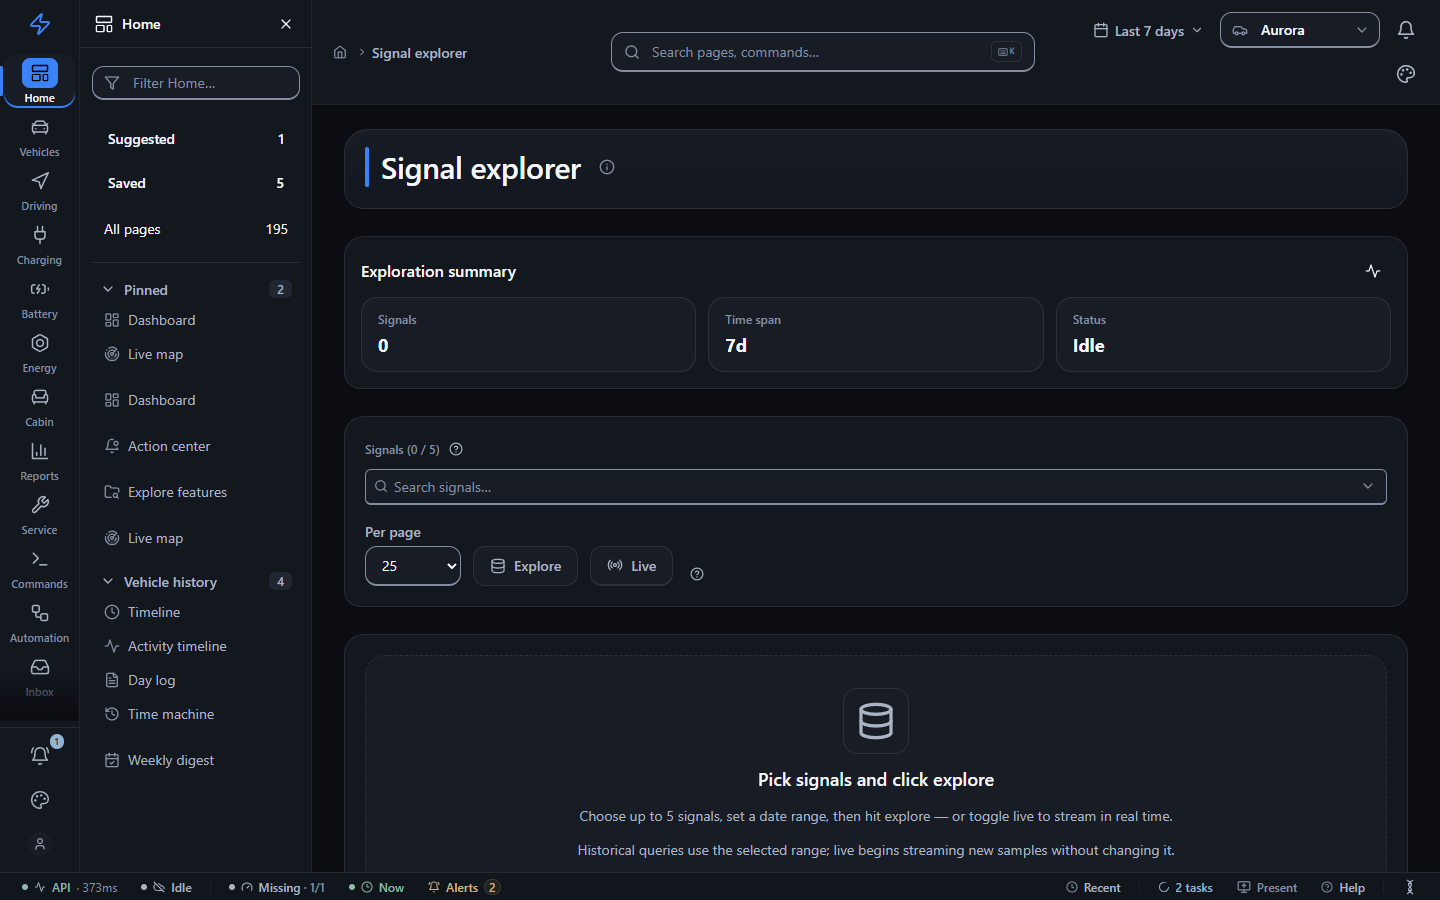 Home
Vehicles
Driving
Charging
Battery
Energy
Cabin
Reports
Service
Commands
Automation
Inbox
1
Home
Filter Home...
Suggested 1
Saved 5
All pages 195
Pinned 2
Dashboard
Live map
Dashboard
Action center
Explore features
Live map
Vehicle history 4
Timeline
Activity timeline
Day log
Time machine
Weekly digest
Signal explorer
Search pages, commands... K
Last 7 days
Aurora
Signal explorer
Exploration summary
Signals
0
Time span
7d
Status
Idle
Signals (0 / 5)
Search signals...
Per page
25 Explore Live
Pick signals and click explore
Choose up to 5 signals, set a date range, then hit explore — or toggle live to stream in real time.
Historical queries use the selected range; live begins streaming new samples without changing it.
API · 373ms Idle Missing · 1/1 Now Alerts 2 Recent 2 tasks Present Help